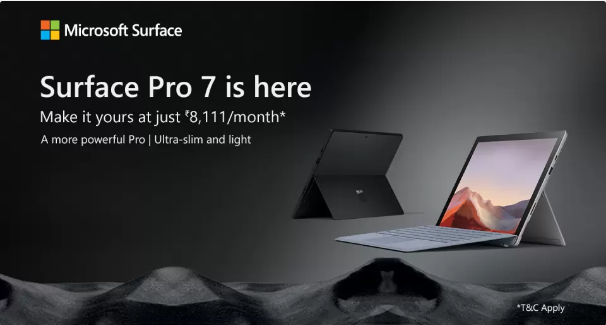 Microsoft Surface
Surface Pro 7 is here
Make it yours at just ₹8,111/month*
A more powerful Pro | Ultra-slim and light
*T&C Apply